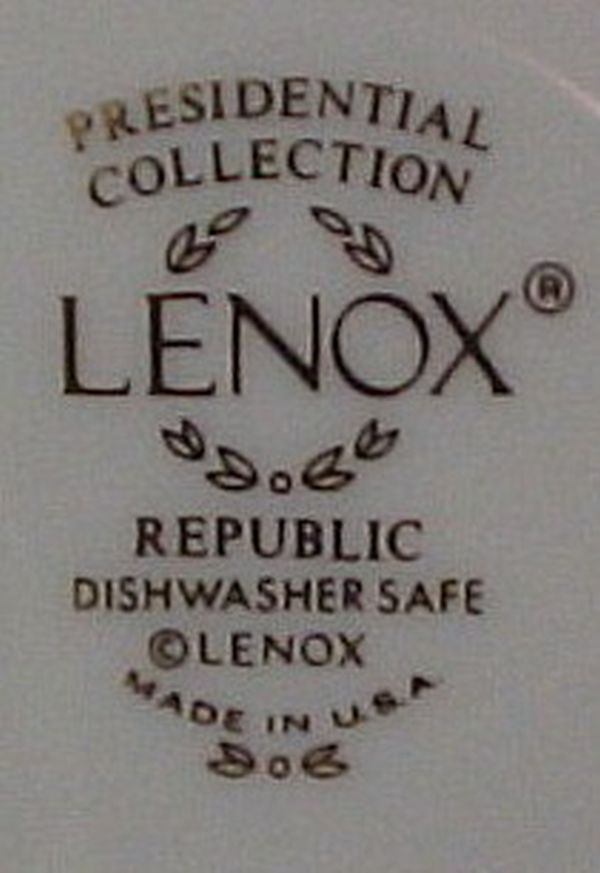 PRESIDENTIAL
COLLECTION
LENOX®
REPUBLIC
DISHWASHER SAFE
©LENOX
MADE IN U.S.A.